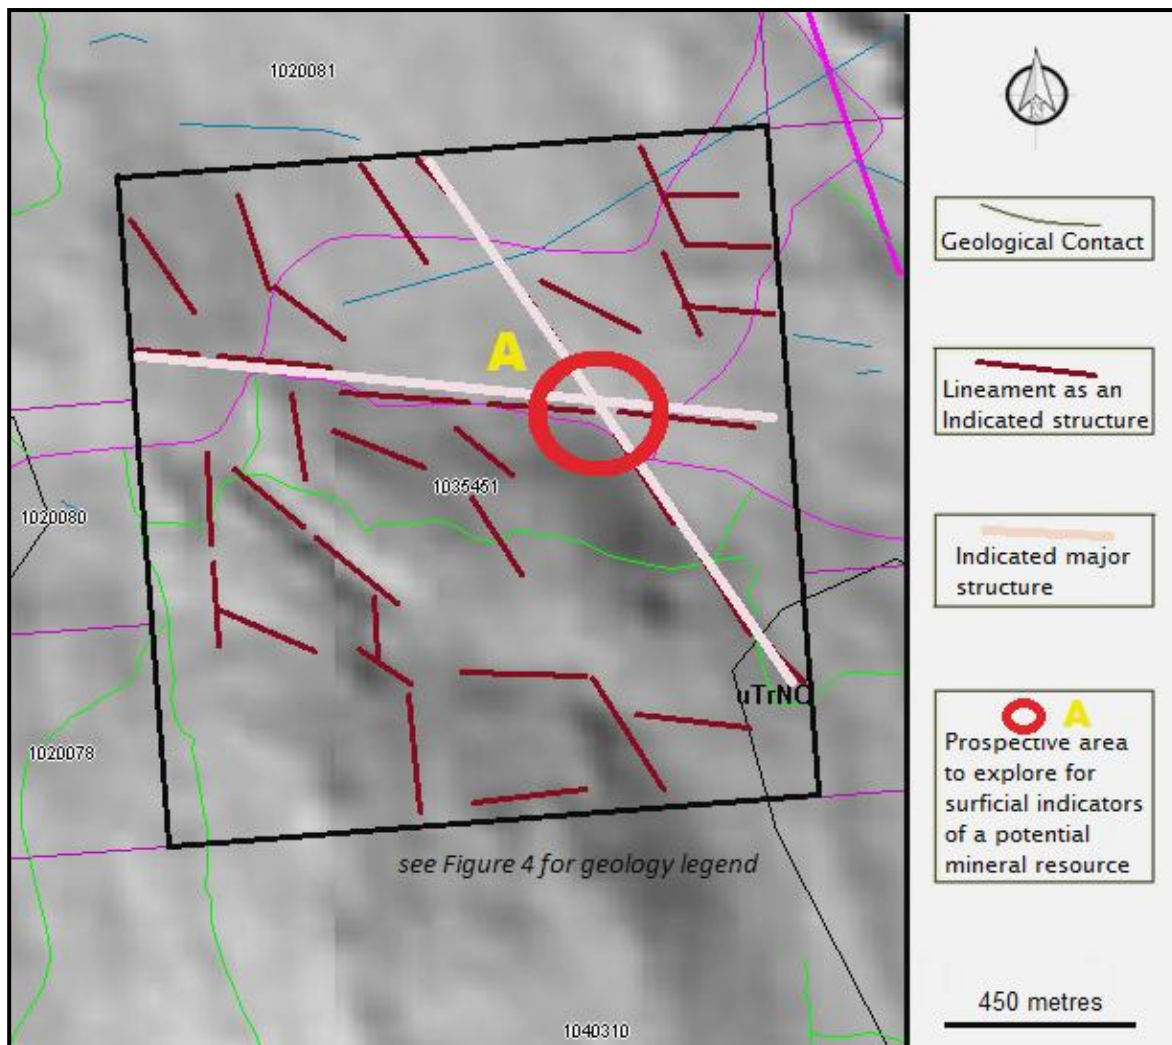 1020081
A
1035451
1020080
uTrNC
1020078
see Figure 4 for geology legend
1040310
Geological Contact
Lineament as an
Indicated structure
Indicated major
structure
A
Prospective area
to explore for
surficial indicators
of a potential
mineral resource
450 metres